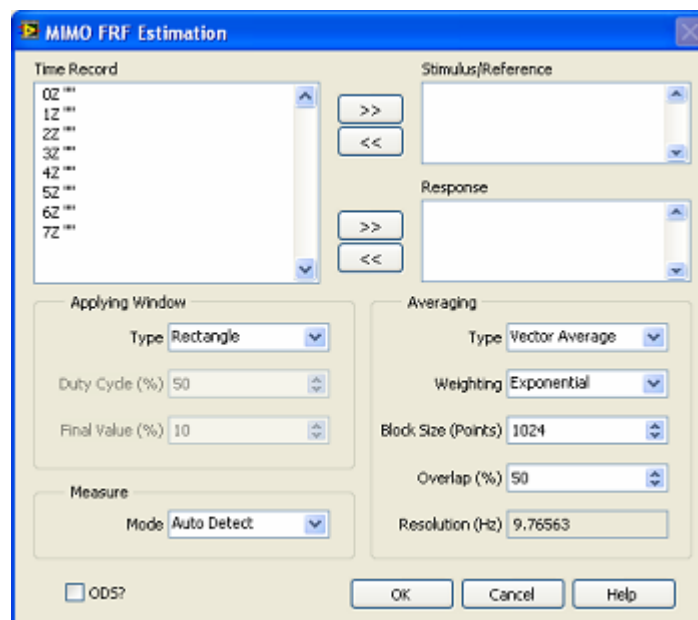 MIMO FRF Estimation
Time Record
0Z ""
1Z ""
2Z ""
3Z ""
4Z ""
5Z ""
6Z ""
7Z ""
>>
<<
>>
<<
Stimulus/Reference
Response
Applying Window
Type Rectangle
Duty Cycle (%) 50
Final Value (%) 10
Measure
Mode Auto Detect
Averaging
Type Vector Average
Weighting Exponential
Block Size (Points) 1024
Overlap (%) 50
Resolution (Hz) 9.76563
ODS?
OK
Cancel
Help